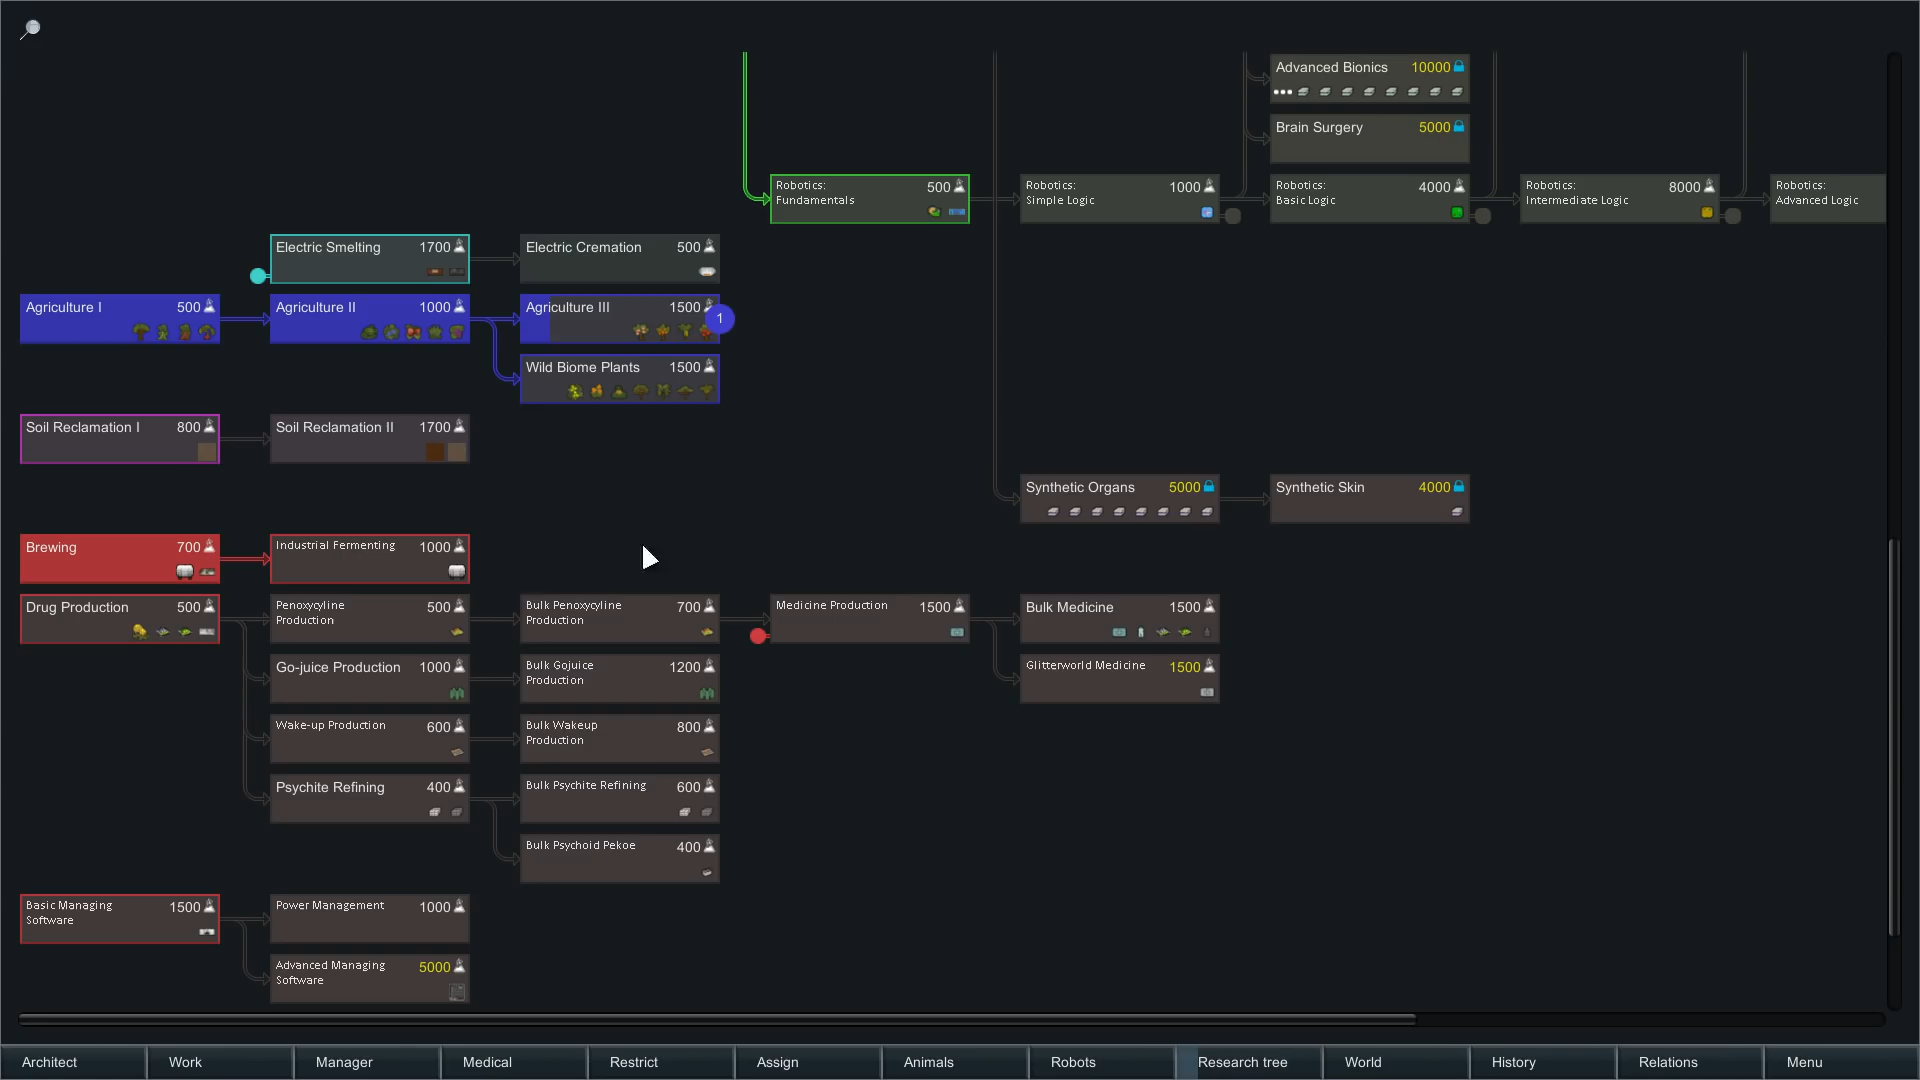 Advanced Bionics 10000
Brain Surgery 5000
Robotics: 500
Fundamentals
Robotics: 1000
Simple Logic
Robotics: 4000
Basic Logic
Robotics: 8000
Intermediate Logic
Robotics:
Advanced Logic
Electric Smelting 1700
Electric Cremation 500
Agriculture I 500
Agriculture II 1000
Agriculture III 1500
1
Wild Biome Plants 1500
Soil Reclamation I 800
Soil Reclamation II 1700
Synthetic Organs 5000
Synthetic Skin 4000
Brewing 700
Industrial Fermenting 1000
Drug Production 500
Penoxycyline 500
Production
Bulk Penoxycyline 700
Production
Medicine Production 1500
Bulk Medicine 1500
Go-juice Production 1000
Bulk Gojuice 1200
Production
Glitterworld Medicine 1500
Wake-up Production 600
Bulk Wakeup 800
Production
Psychite Refining 400
Bulk Psychite Refining 600
Bulk Psychoid Pekoe 400
Basic Managing 1500
Software
Power Management 1000
Advanced Managing 5000
Software
Architect Work Manager Medical Restrict Assign Animals Robots Research tree World History Relations Menu